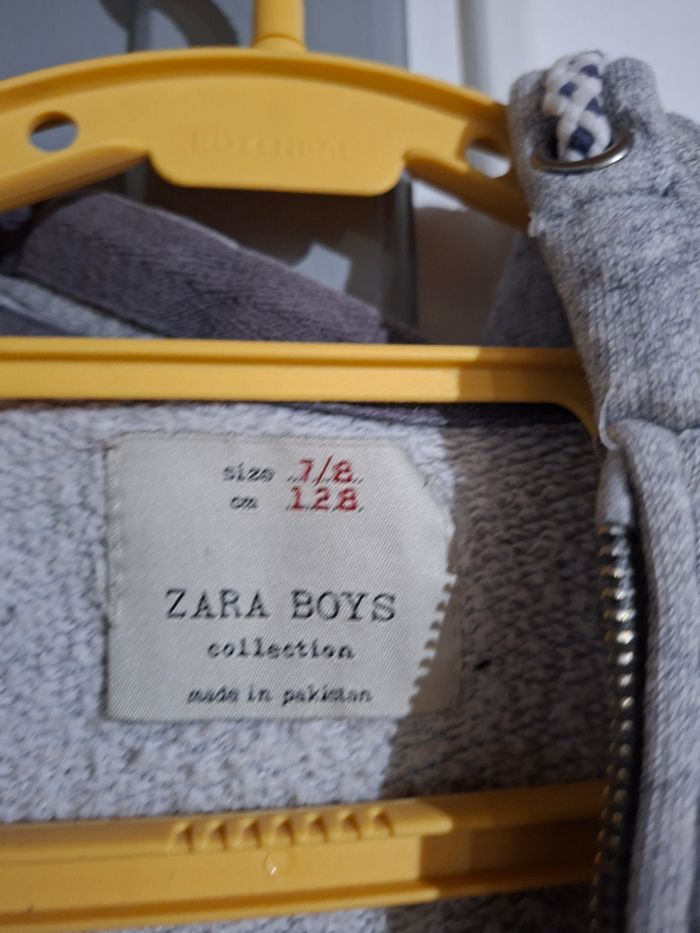 size 7/8
cm 128
ZARA BOYS
collection
made in pakistan